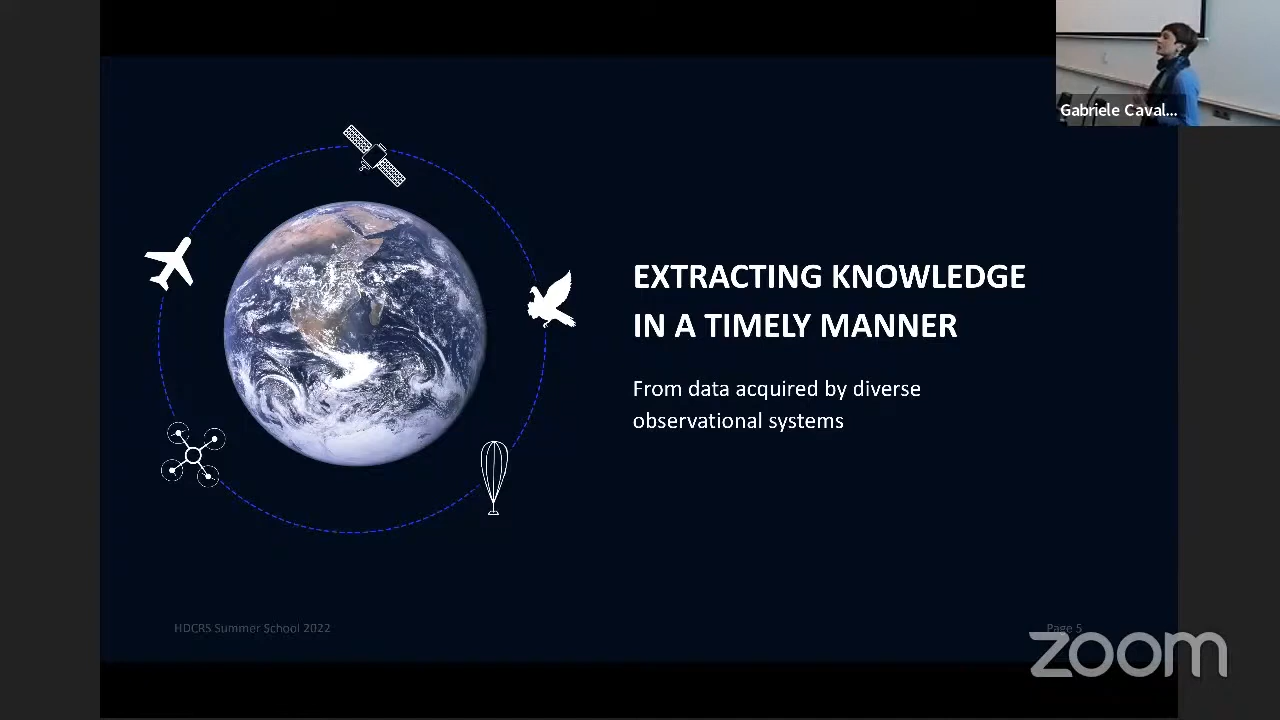 Gabriele Caval...
EXTRACTING KNOWLEDGE
IN A TIMELY MANNER
From data acquired by diverse
observational systems
HDCRS Summer School 2022
Page 5
zoom